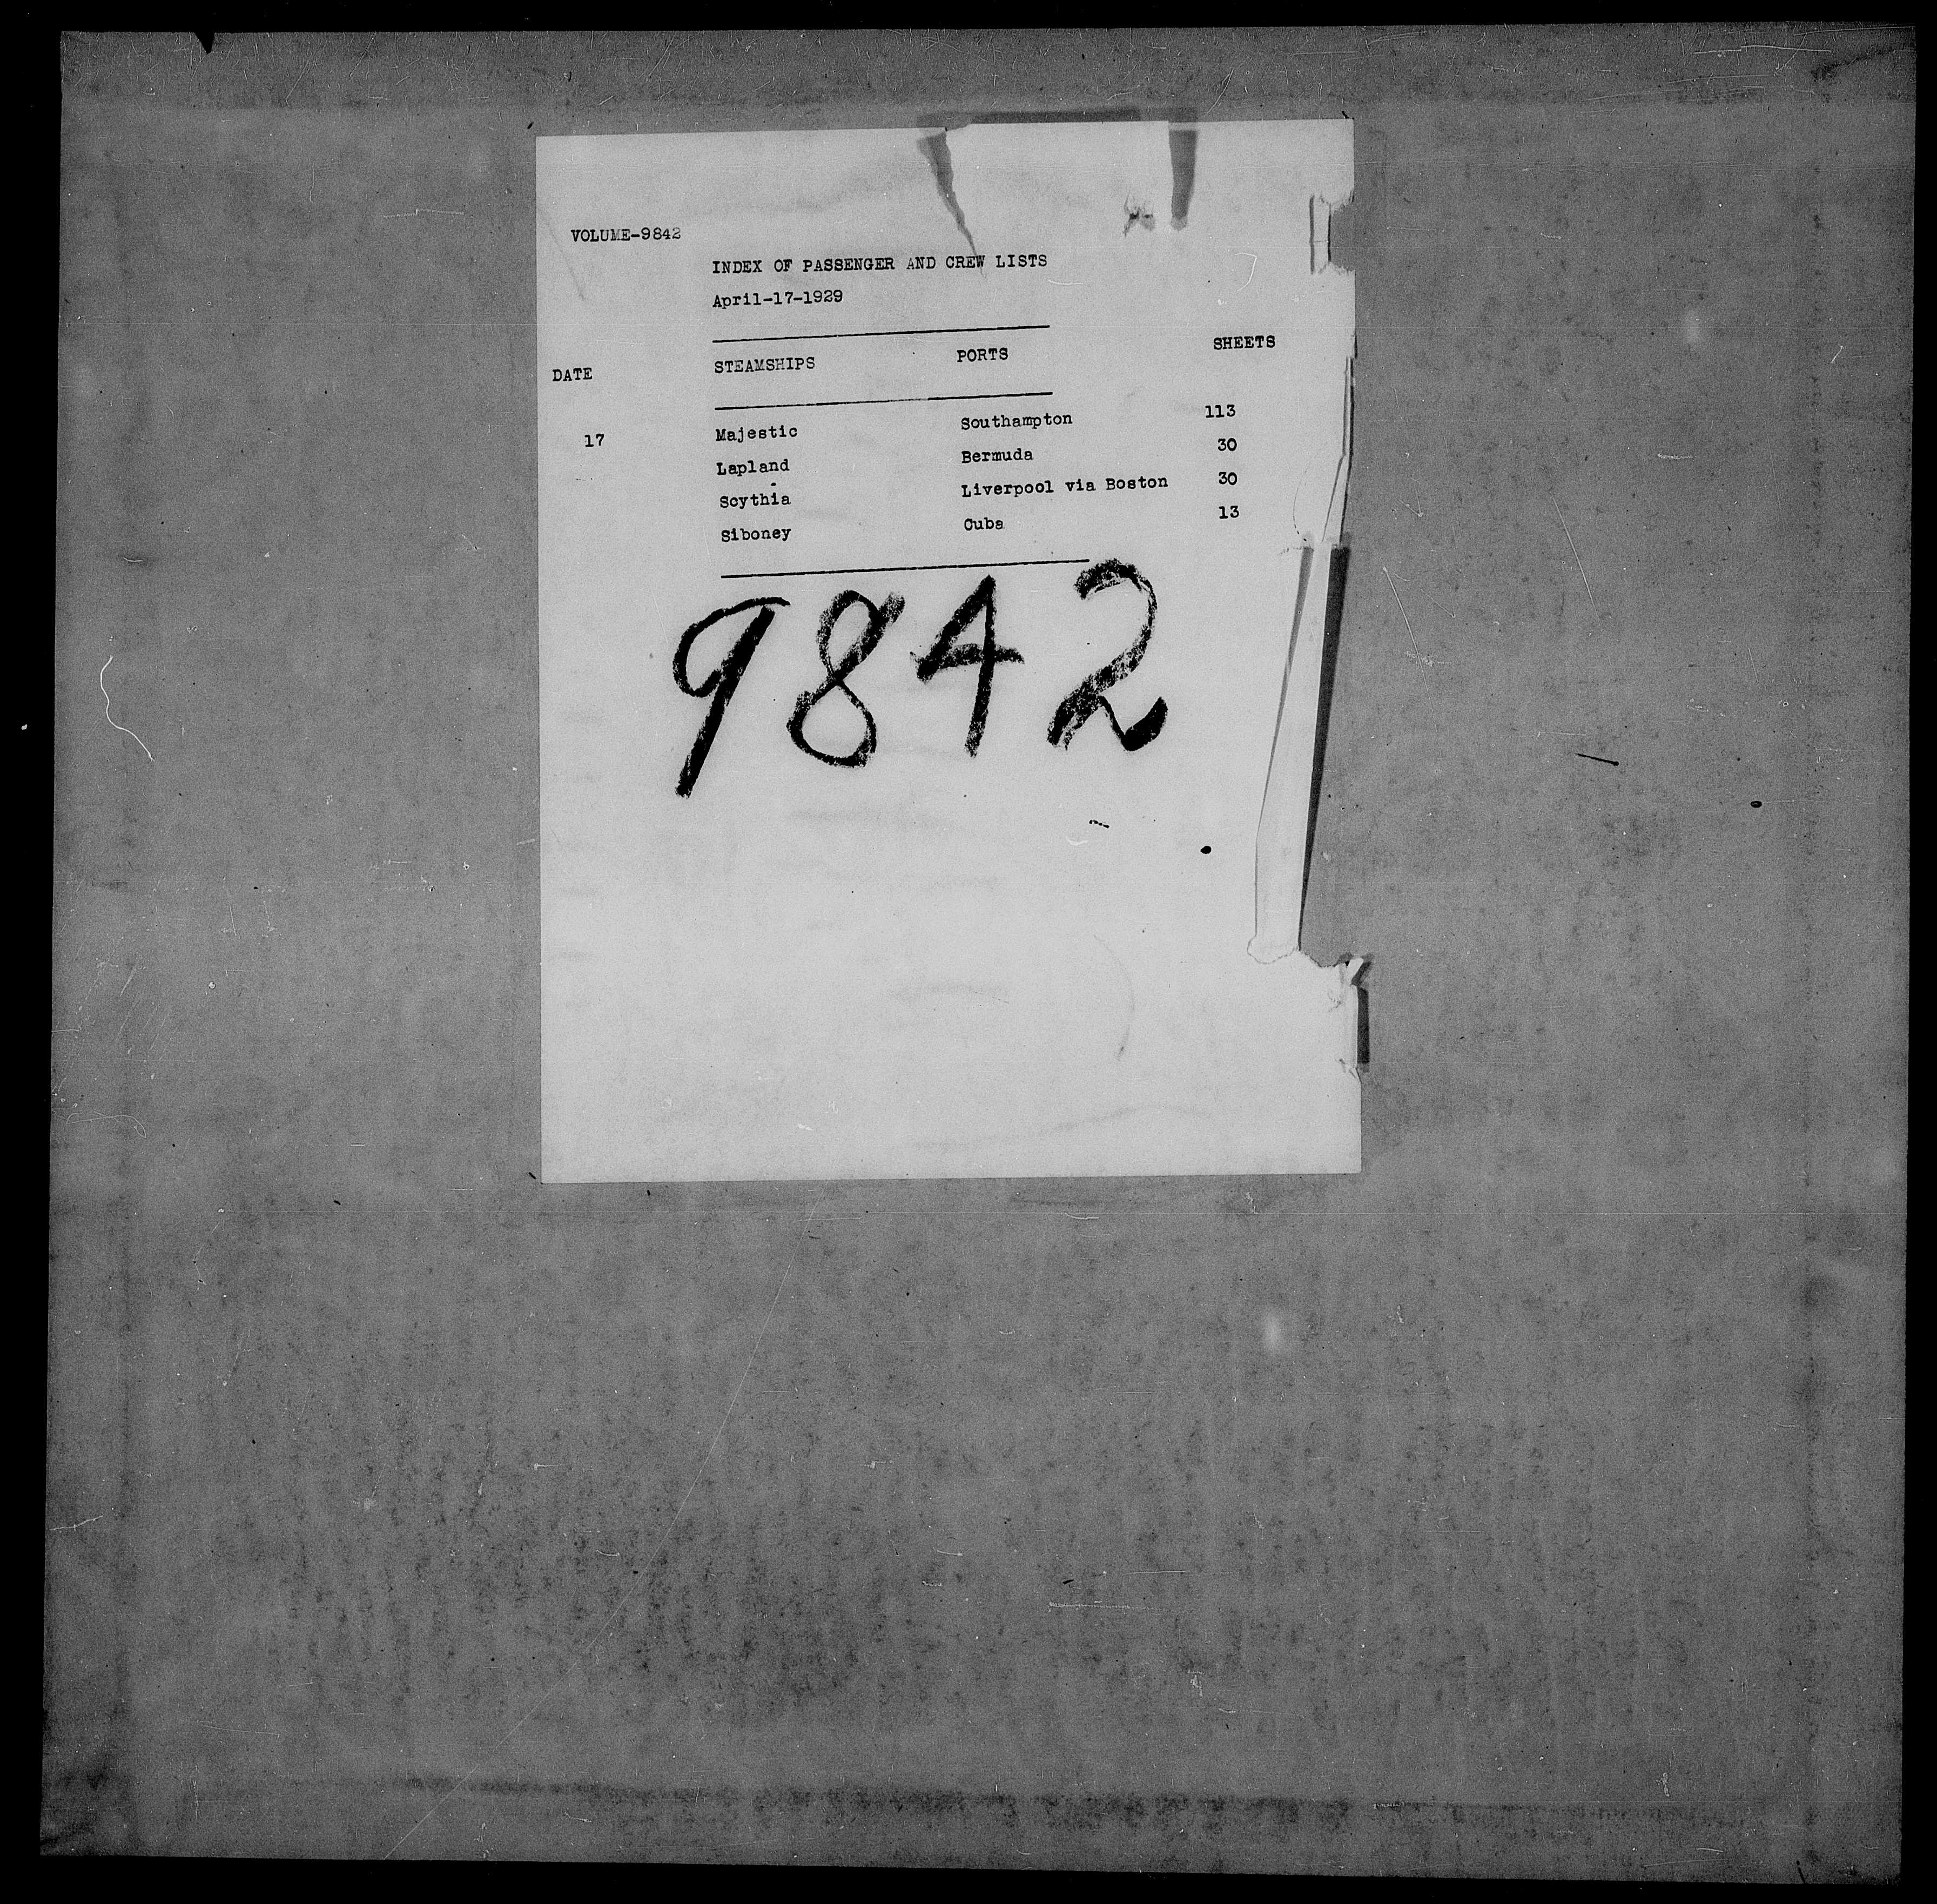 VOLUME-9842
INDEX OF PASSENGER AND CREW LISTS
April-17-1929
DATE STEAMSHIPS PORTS SHEETS
17 Majestic Southampton 113
Lapland Bermuda 30
Scythia Liverpool via Boston 30
Siboney Cuba 13
9842